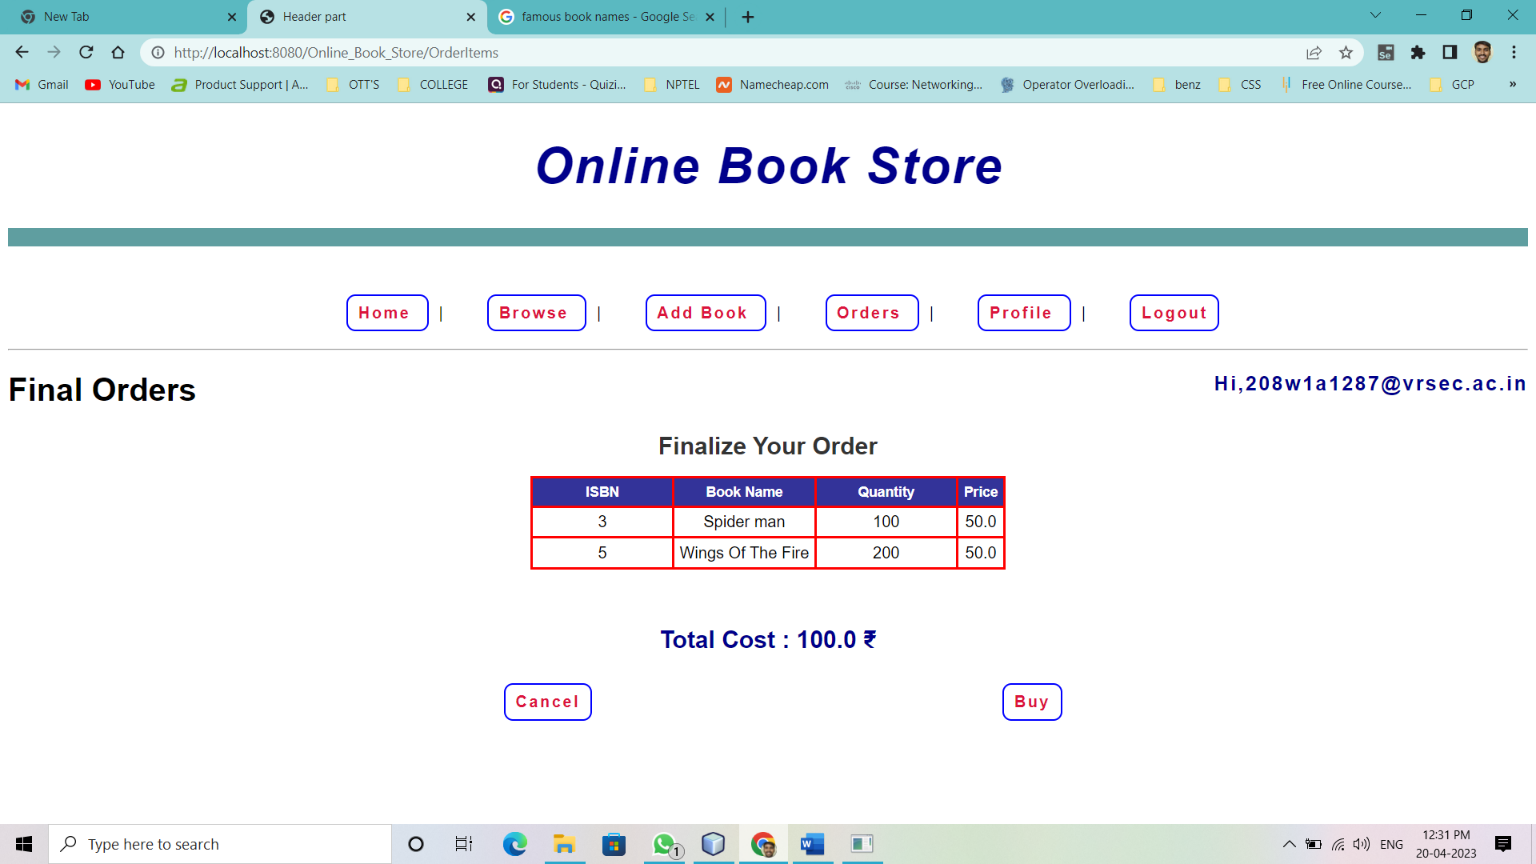 New Tab
Header part
famous book names - Google Se
http://localhost:8080/Online_Book_Store/OrderItems
Gmail YouTube Product Support | A... OTT'S COLLEGE For Students - Quizi... NPTEL Namecheap.com Course: Networking... Operator Overloadi... benz CSS Free Online Course... GCP »
Online Book Store
Home | Browse | Add Book | Orders | Profile | Logout
Final Orders
Hi,208w1a1287@vrsec.ac.in
Finalize Your Order
ISBN Book Name Quantity Price
3 Spider man 100 50.0
5 Wings Of The Fire 200 50.0
Total Cost : 100.0 ₹
Cancel Buy
Type here to search
1
ENG
12:31 PM
20-04-2023